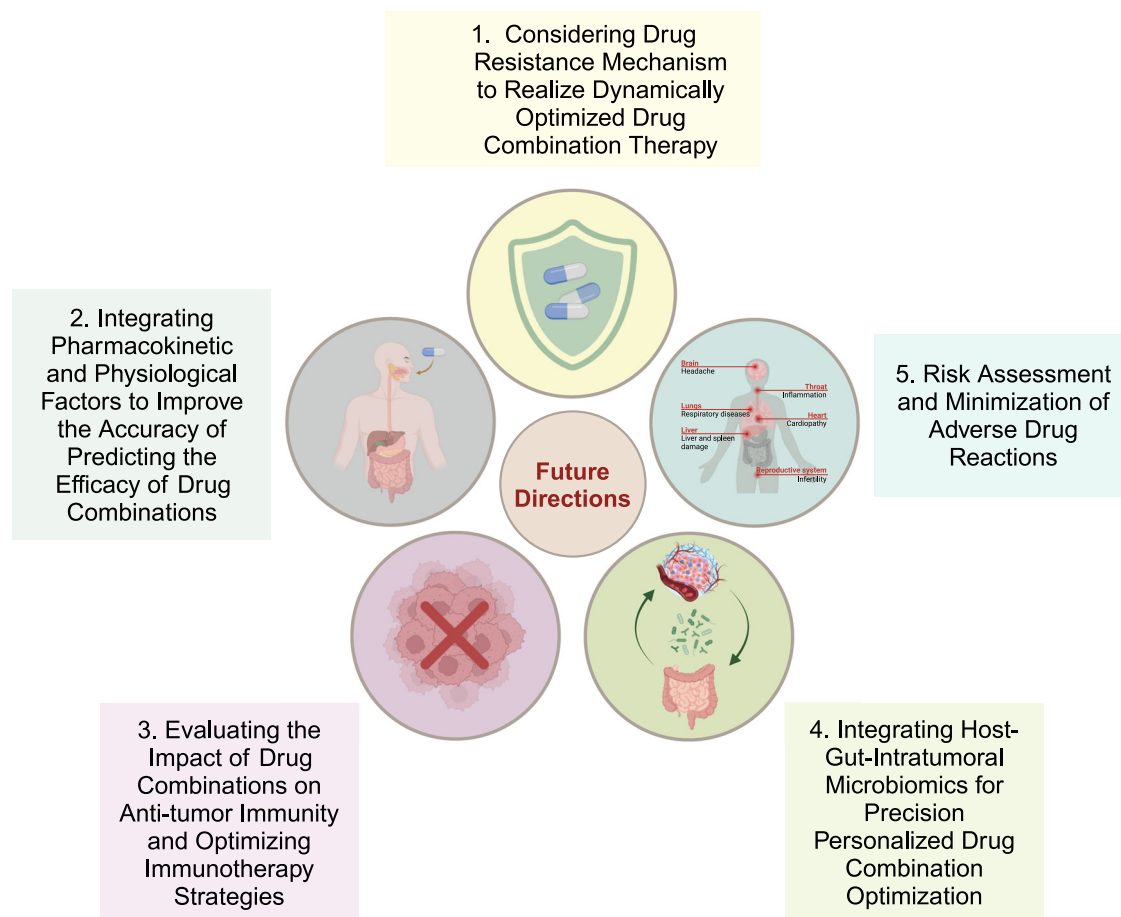 1. Considering Drug
Resistance Mechanism
to Realize Dynamically
Optimized Drug
Combination Therapy
2. Integrating
Pharmacokinetic
and Physiological
Factors to Improve
the Accuracy of
Predicting the
Efficacy of Drug
Combinations
Brain
Headache
Throat
Inflammation
Lungs
Respiratory diseases
Heart
Cardiopathy
Liver
Liver and spleen
damage
Reproductive system
Infertility
5. Risk Assessment
and Minimization of
Adverse Drug
Reactions
Future
Directions
3. Evaluating the
Impact of Drug
Combinations on
Anti-tumor Immunity
and Optimizing
Immunotherapy
Strategies
4. Integrating Host-
Gut-Intratumoral
Microbiomics for
Precision
Personalized Drug
Combination
Optimization